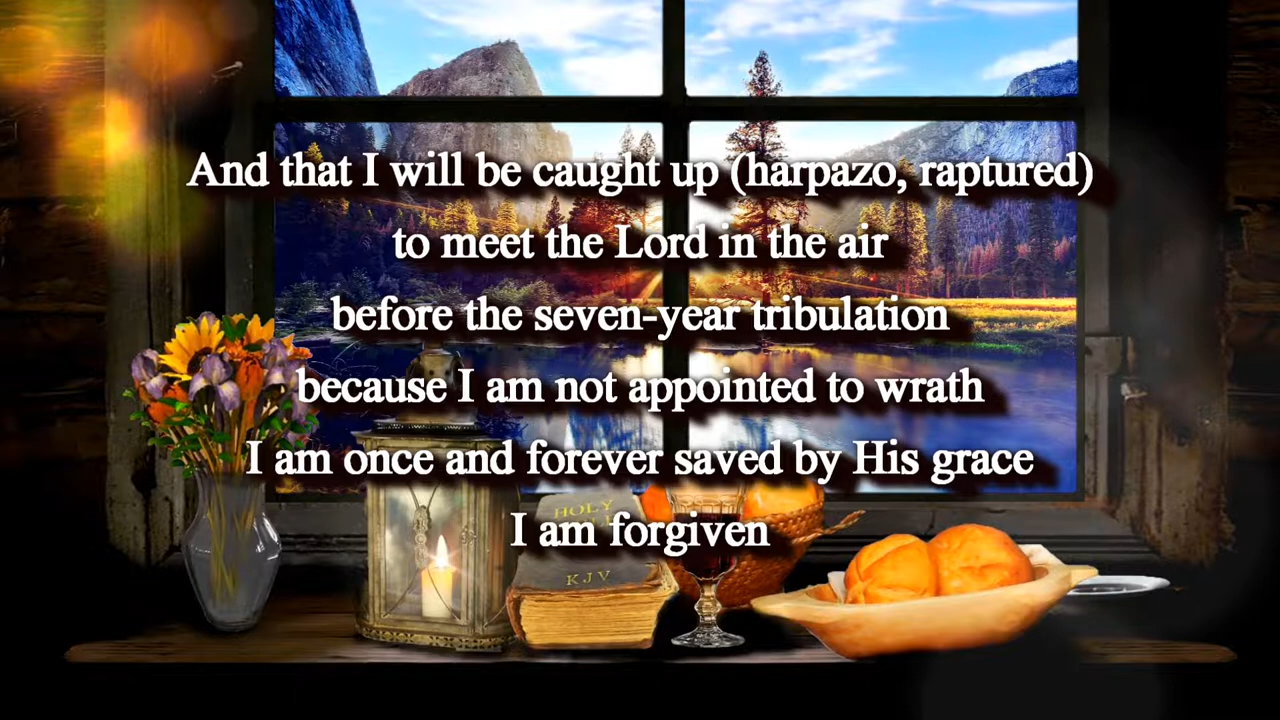 And that I will be caught up (harpazo, raptured)
to meet the Lord in the air
before the seven-year tribulation
because I am not appointed to wrath
I am once and forever saved by His grace
I am forgiven
HOLY
KJV